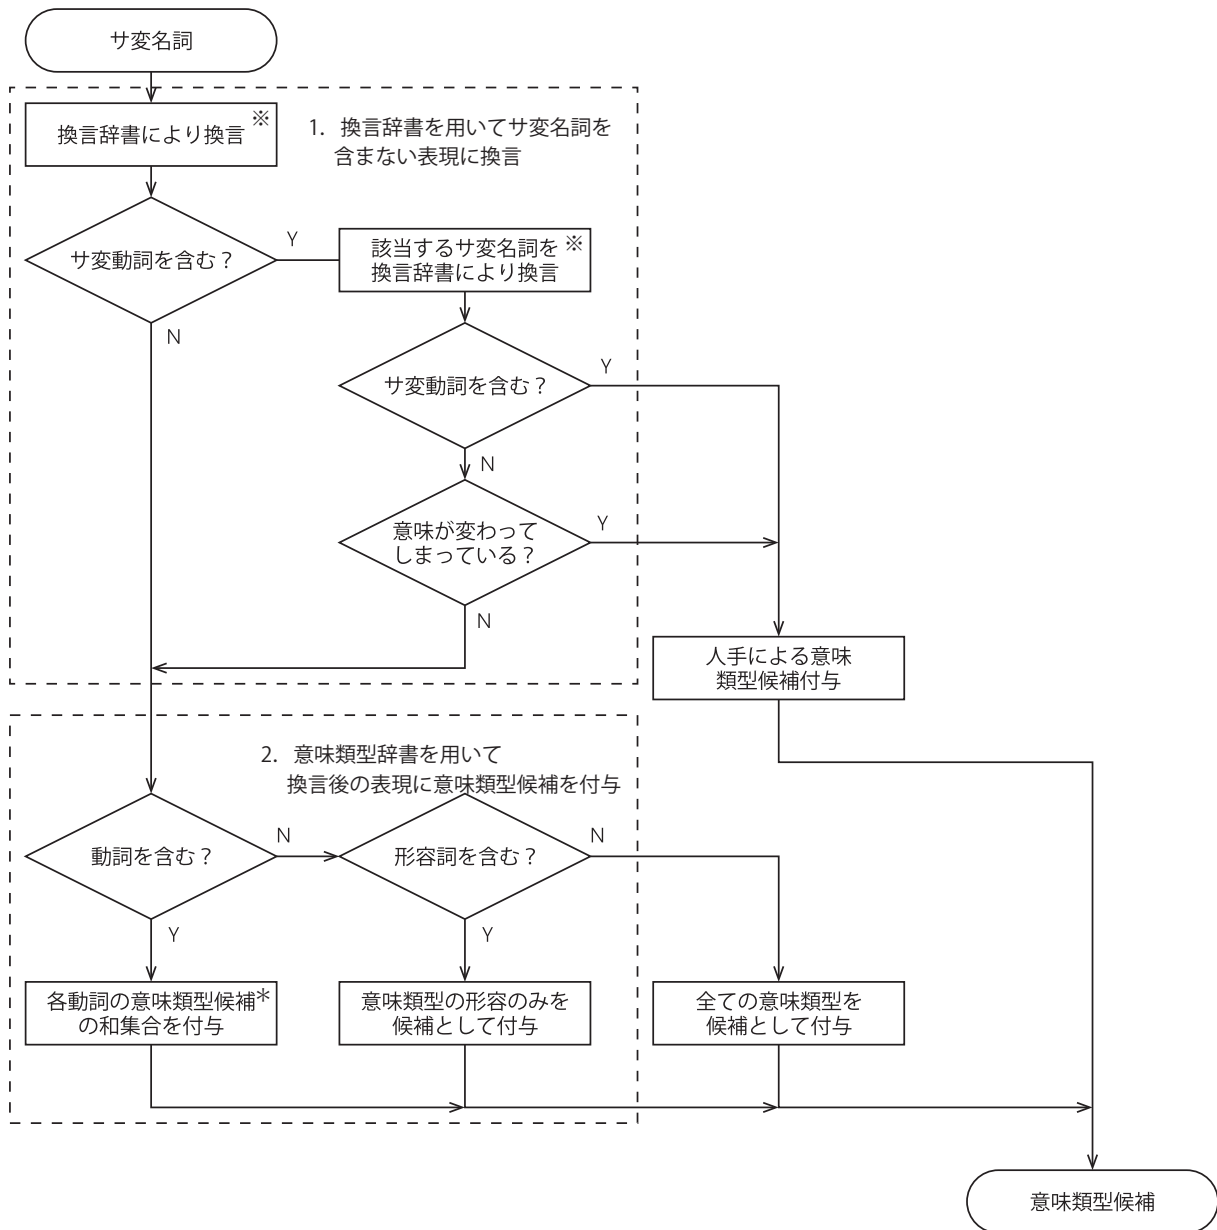 サ変名詞
換言辞書により換言※
1. 換言辞書を用いてサ変名詞を
含まない表現に換言
サ変動詞を含む？
Y
N
該当するサ変名詞を※
換言辞書により換言
サ変動詞を含む？
Y
N
意味が変わって
しまっている？
Y
N
人手による意味
類型候補付与
2. 意味類型辞書を用いて
換言後の表現に意味類型候補を付与
動詞を含む？
N
Y
形容詞を含む？
N
Y
各動詞の意味類型候補＊
の和集合を付与
意味類型の形容のみを
候補として付与
全ての意味類型を
候補として付与
意味類型候補